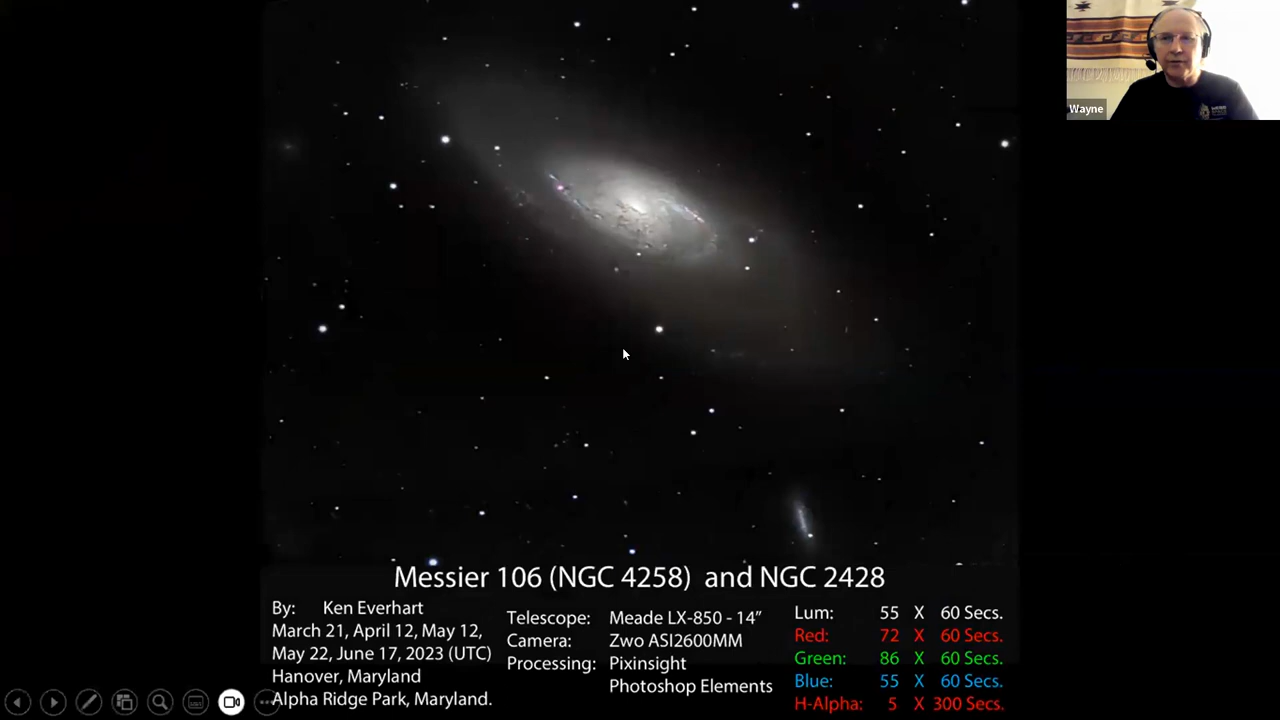 Wayne
Messier 106 (NGC 4258) and NGC 2428
By: Ken Everhart
March 21, April 12, May 12,
May 22, June 17, 2023 (UTC)
Hanover, Maryland
Alpha Ridge Park, Maryland.
Telescope: Meade LX-850 - 14”
Camera: Zwo ASI2600MM
Processing: Pixinsight
Photoshop Elements
Lum: 55 X 60 Secs.
Red: 72 X 60 Secs.
Green: 86 X 60 Secs.
Blue: 55 X 60 Secs.
H-Alpha: 5 X 300 Secs.